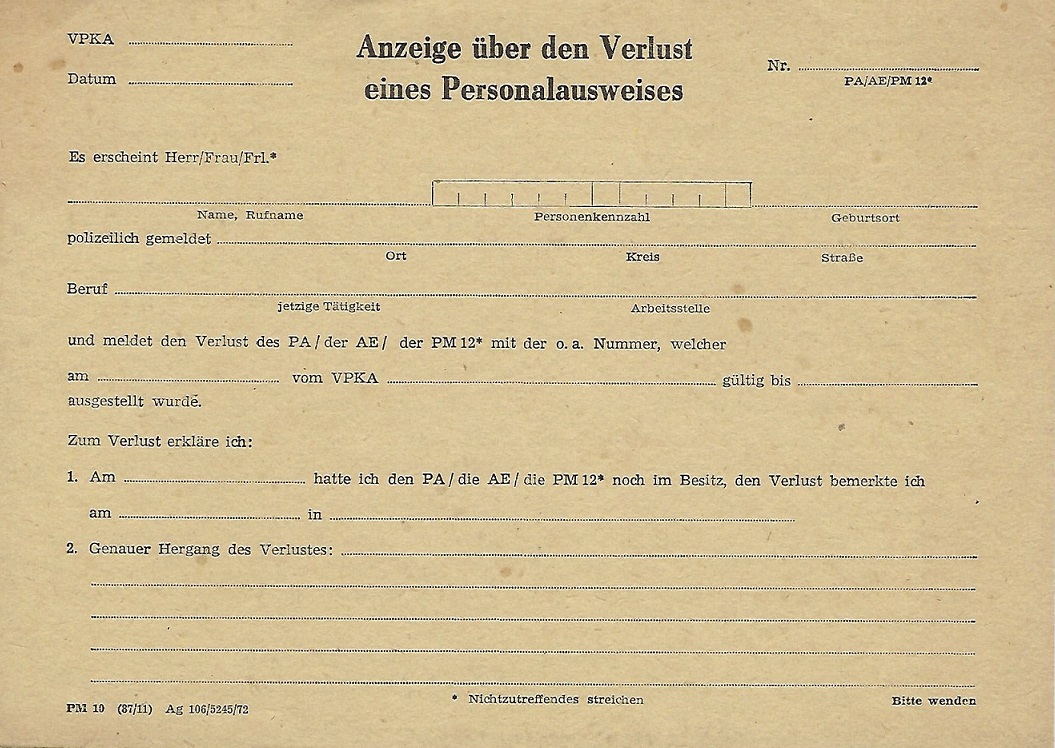 VPKA
Datum
Anzeige über den Verlust
eines Personalausweises
Nr.
PA/AE/PM 12*
Es erscheint Herr/Frau/Frl.*
Name, Rufname Personenkennzahl Geburtsort
polizeilich gemeldet
Ort Kreis Straße
Beruf
jetzige Tätigkeit Arbeitsstelle
und meldet den Verlust des PA / der AE / der PM 12* mit der o. a. Nummer, welcher
am vom VPKA gültig bis
ausgestellt wurde.
Zum Verlust erkläre ich:
1. Am hatte ich den PA / die AE / die PM 12* noch im Besitz, den Verlust bemerkte ich
am in
2. Genauer Hergang des Verlustes:
* Nichtzutreffendes streichen
Bitte wenden
PM 10 (87/11) Ag 106/5245/72